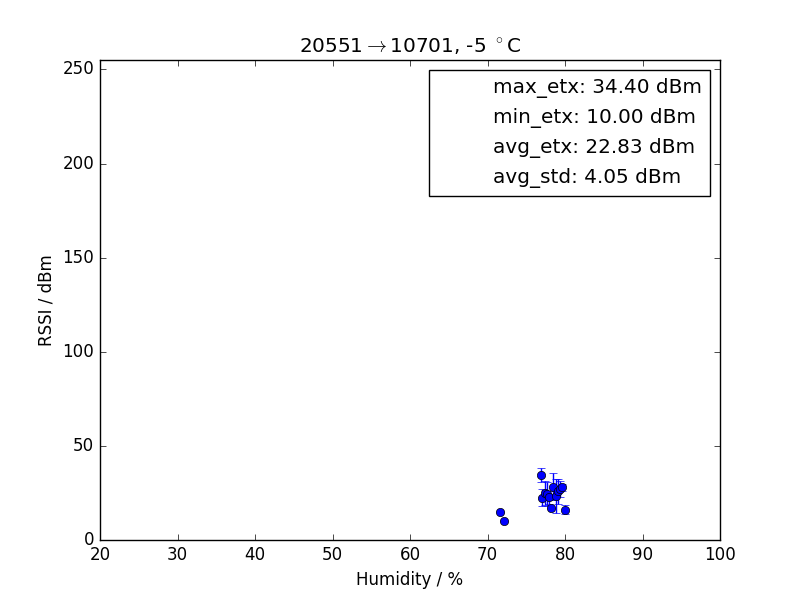 20551→10701, -5 °C
max_etx: 34.40 dBm
min_etx: 10.00 dBm
avg_etx: 22.83 dBm
avg_std: 4.05 dBm
250
200
150
100
50
0
RSSI / dBm
20 30 40 50 60 70 80 90 100
Humidity / %